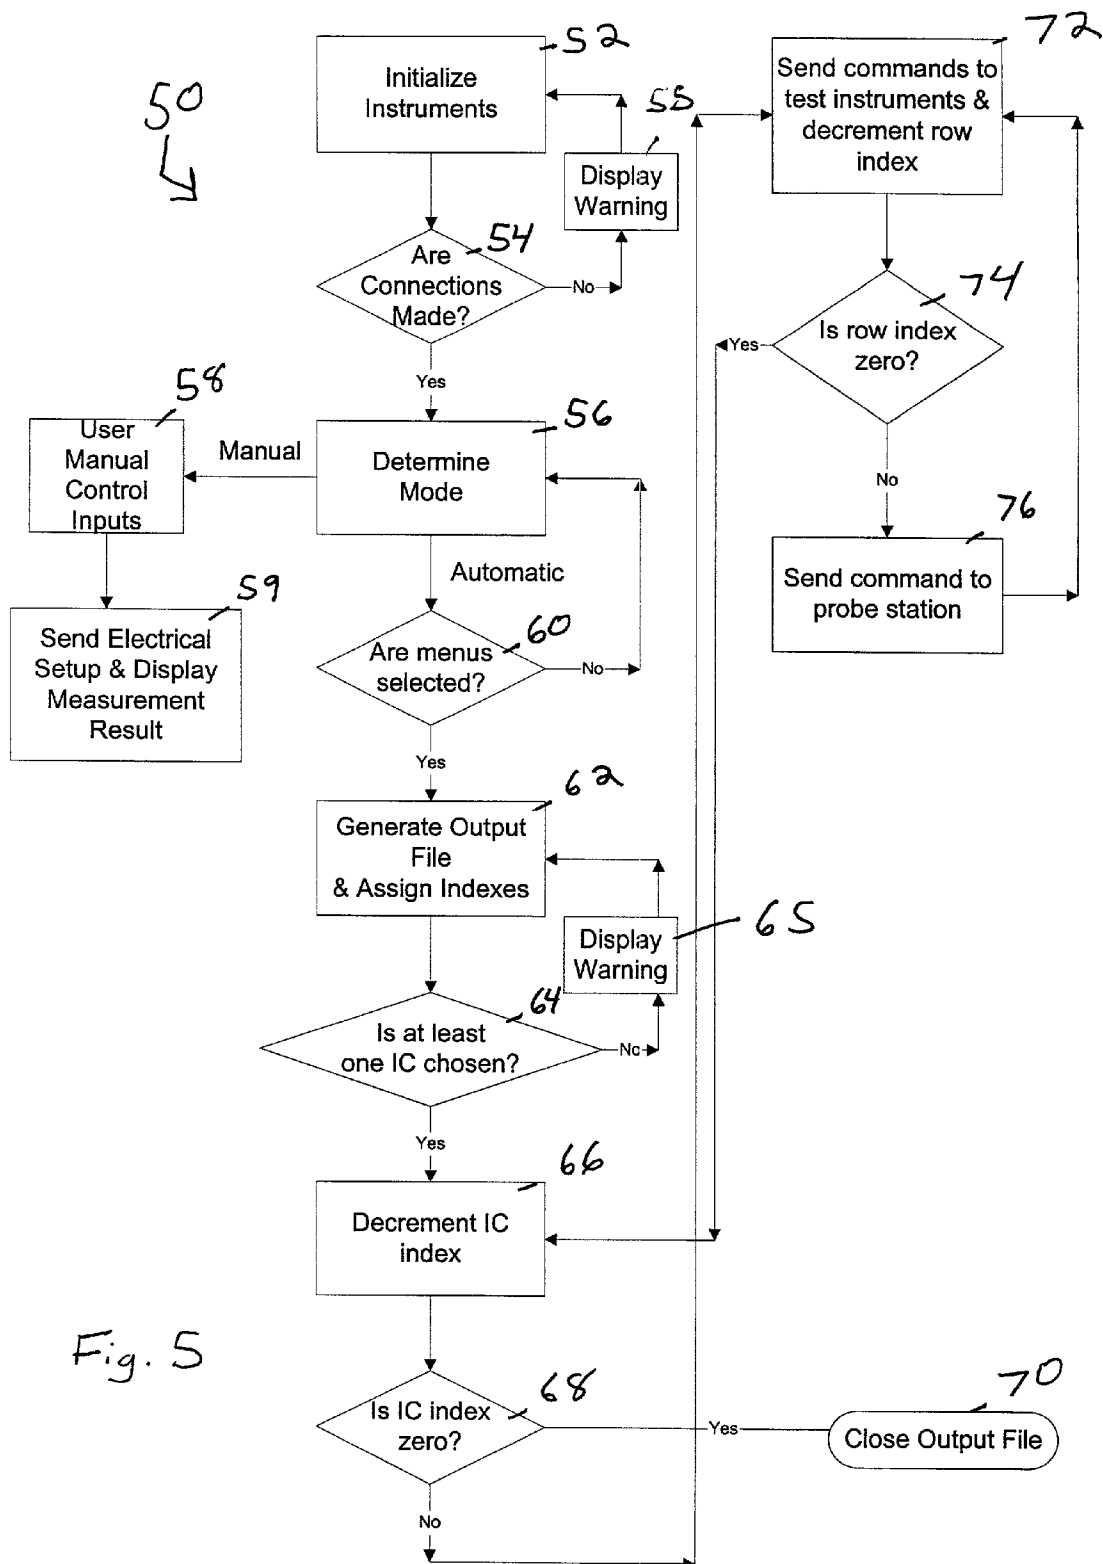 50
52
Initialize
Instruments
55
Display
Warning
54
Are
Connections
Made?
No
Yes
58
User
Manual
Control
Inputs
Manual
56
Determine
Mode
59
Send Electrical
Setup & Display
Measurement
Result
Automatic
60
Are menus
selected?
No
Yes
62
Generate Output
File
& Assign Indexes
65
Display
Warning
64
Is at least
one IC chosen?
No
Yes
66
Decrement IC
index
68
Is IC index
zero?
Yes
No
70
Close Output File
72
Send commands to
test instruments &
decrement row
index
74
Is row index
zero?
Yes
No
76
Send command to
probe station
Fig. 5